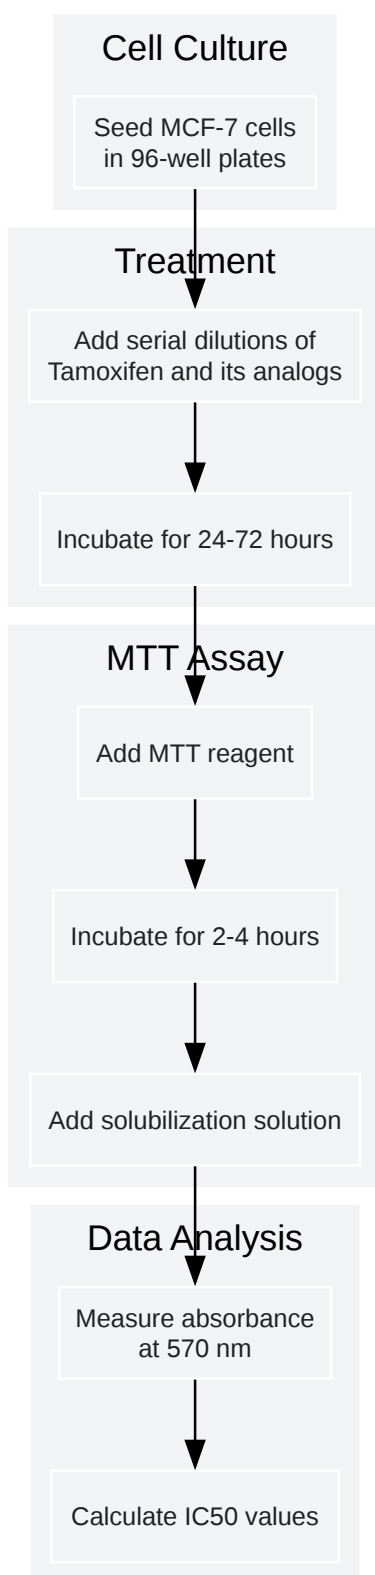 Cell Culture
Seed MCF-7 cells
in 96-well plates
Treatment
Add serial dilutions of
Tamoxifen and its analogs
Incubate for 24-72 hours
MTT Assay
Add MTT reagent
Incubate for 2-4 hours
Add solubilization solution
Data Analysis
Measure absorbance
at 570 nm
Calculate IC50 values